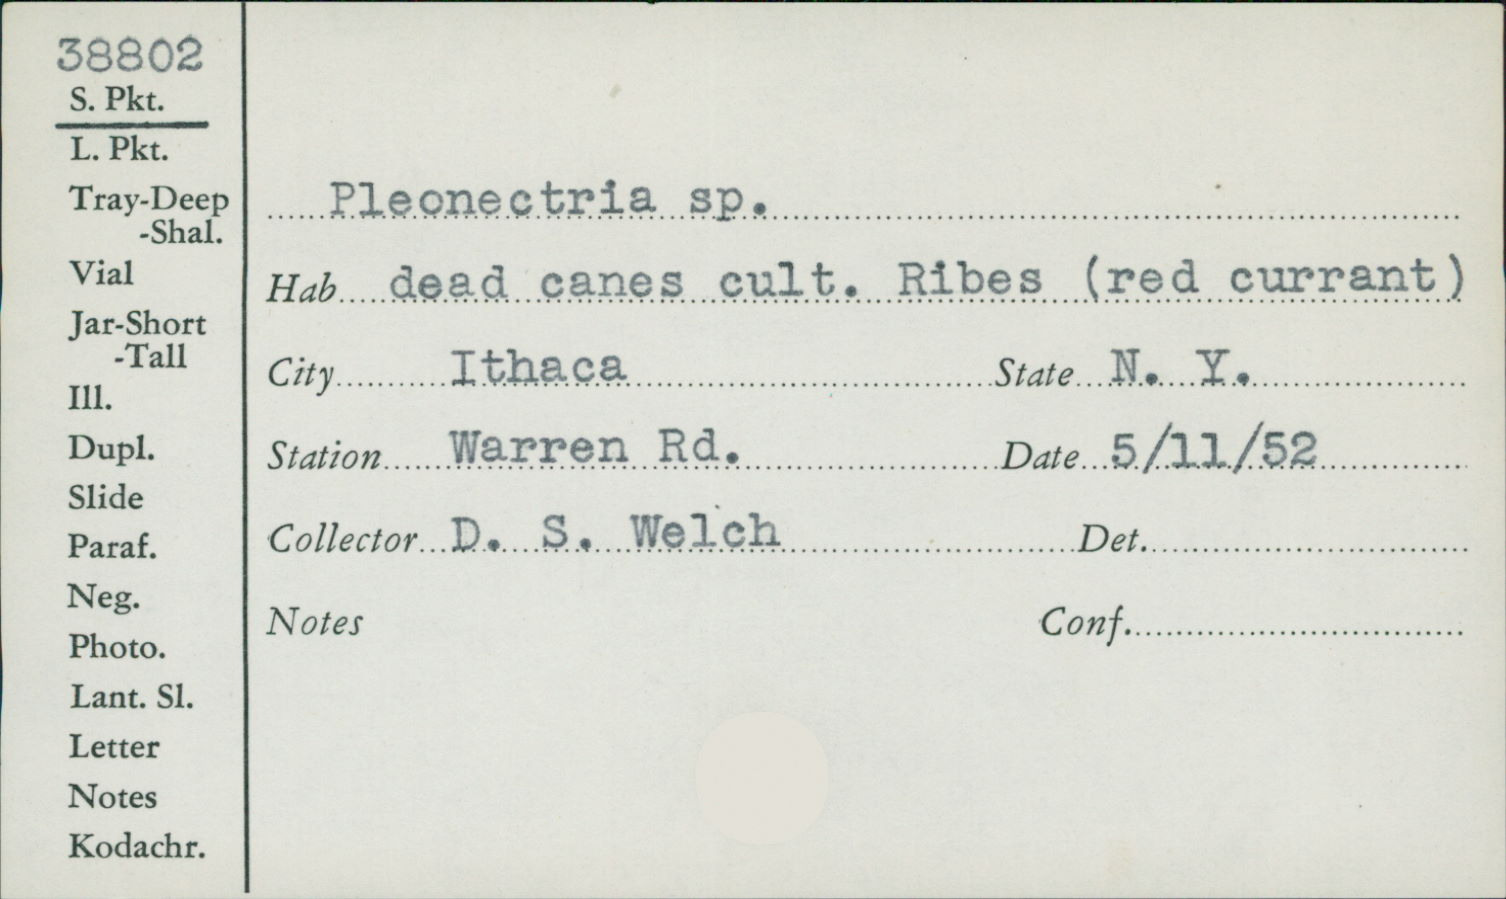 38802
S. Pkt.
L. Pkt.
Tray-Deep
-Shal.
Vial
Jar-Short
-Tall
Ill.
Dupl.
Slide
Paraf.
Neg.
Photo.
Lant. Sl.
Letter
Notes
Kodachr.
Pleonectria sp.
Hab dead canes cult. Ribes (red currant)
City Ithaca State N. Y.
Station Warren Rd. Date 5/11/52
Collector D. S. Welch Det.
Notes Conf.